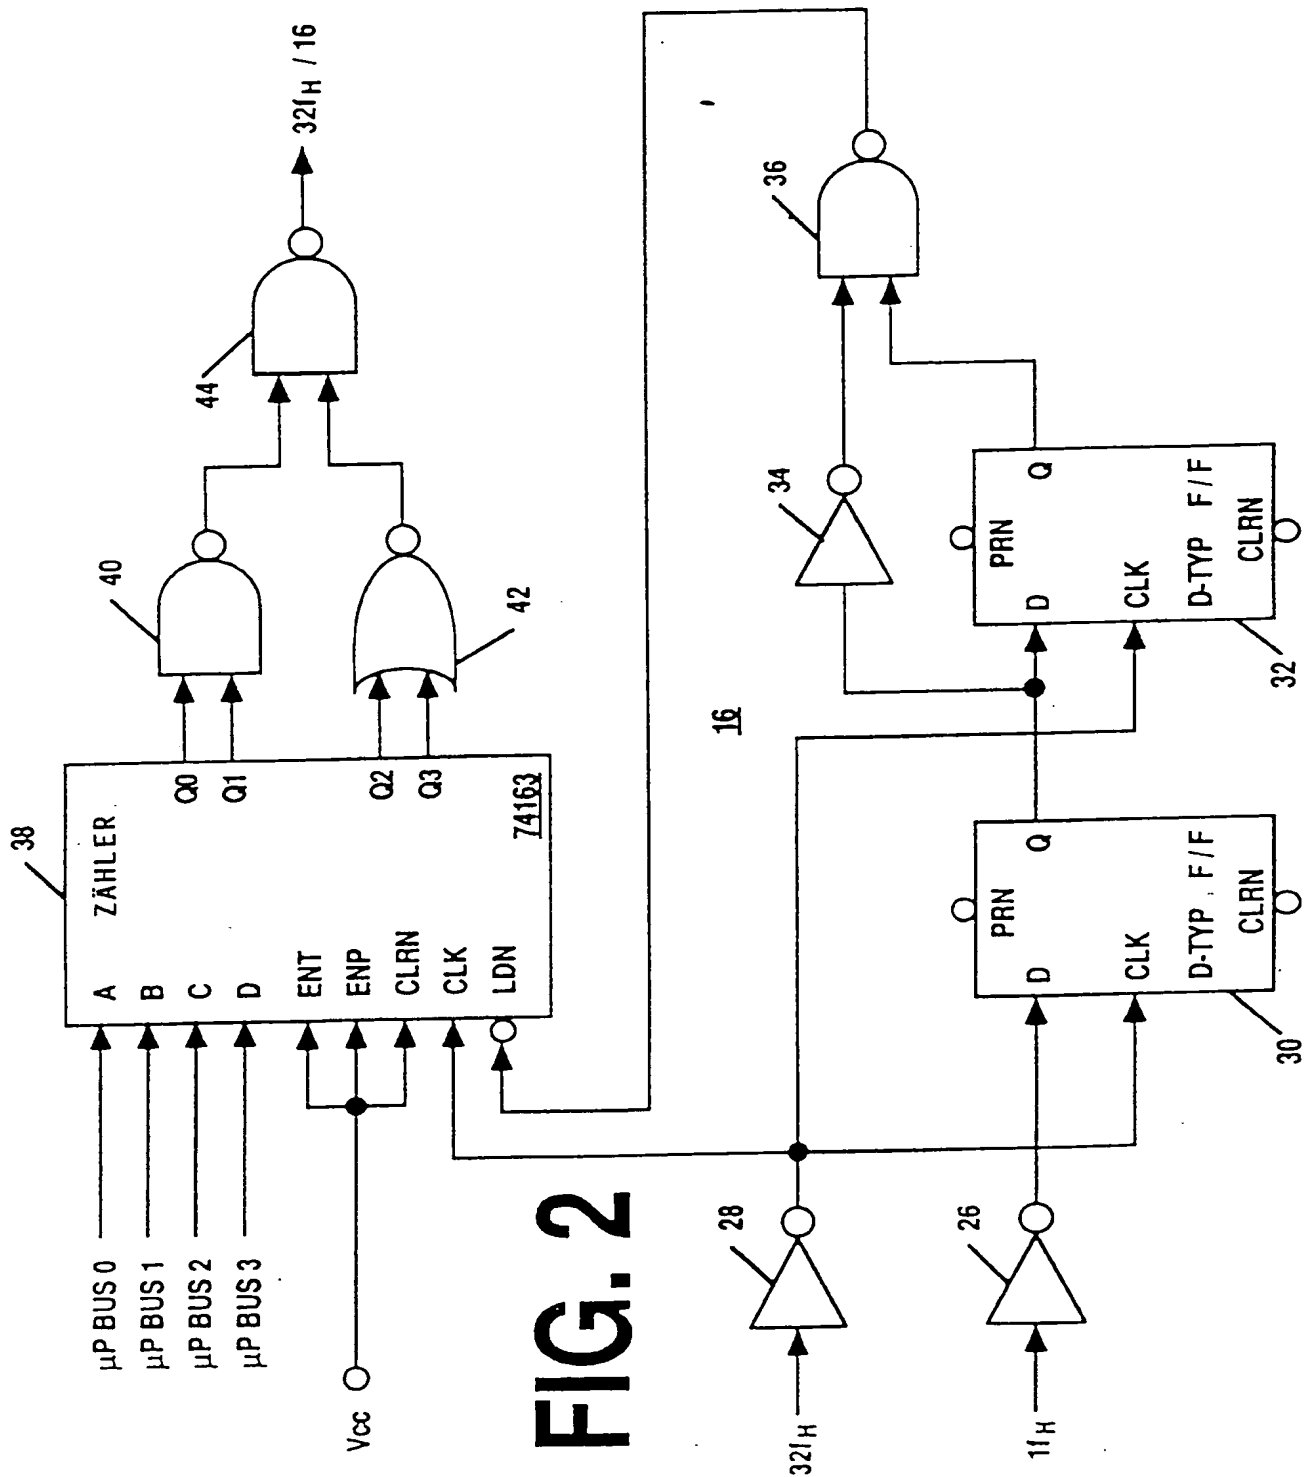 38
ZÄHLER
µP BUS 0
A
µP BUS 1
B
µP BUS 2
C
µP BUS 3
D
Vcc
ENT
ENP
CLRN
CLK
LDN
Q0
Q1
Q2
Q3
74163
40
42
44
32fH / 16
FIG. 2
16
32fH
28
1fH
26
PRN
D
Q
CLK
D-TYP F/F
CLRN
30
PRN
D
Q
CLK
D-TYP F/F
CLRN
32
34
36